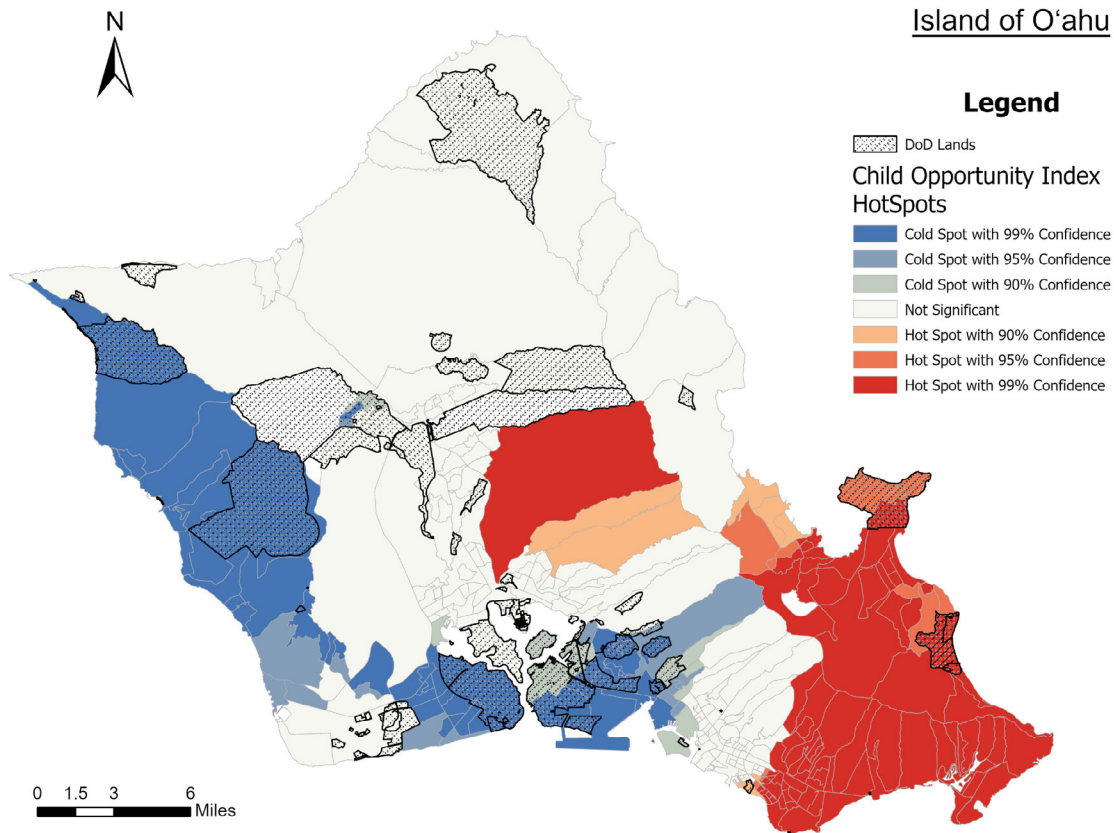 N
Island of Oʻahu
Legend
DoD Lands
Child Opportunity Index
HotSpots
Cold Spot with 99% Confidence
Cold Spot with 95% Confidence
Cold Spot with 90% Confidence
Not Significant
Hot Spot with 90% Confidence
Hot Spot with 95% Confidence
Hot Spot with 99% Confidence
0 1.5 3 6
Miles